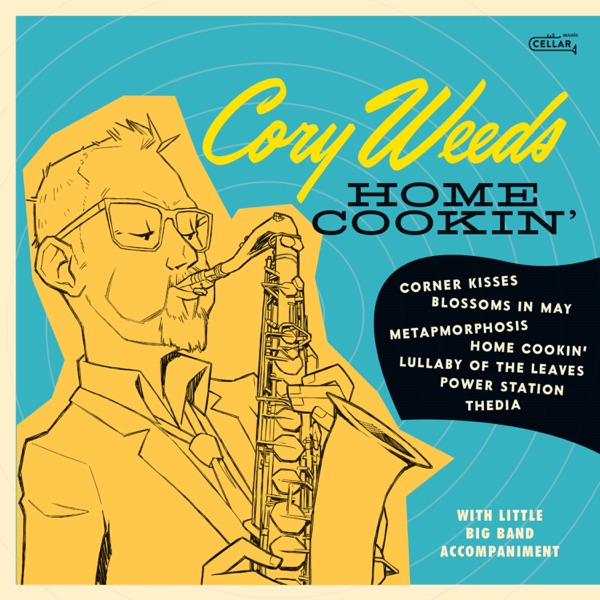 music
CELLAR
Cory Weeds
HOME
COOKIN'
CORNER KISSES
BLOSSOMS IN MAY
METAPMORPHOSIS
HOME COOKIN'
LULLABY OF THE LEAVES
POWER STATION
THEDIA
WITH LITTLE
BIG BAND
ACCOMPANIMENT